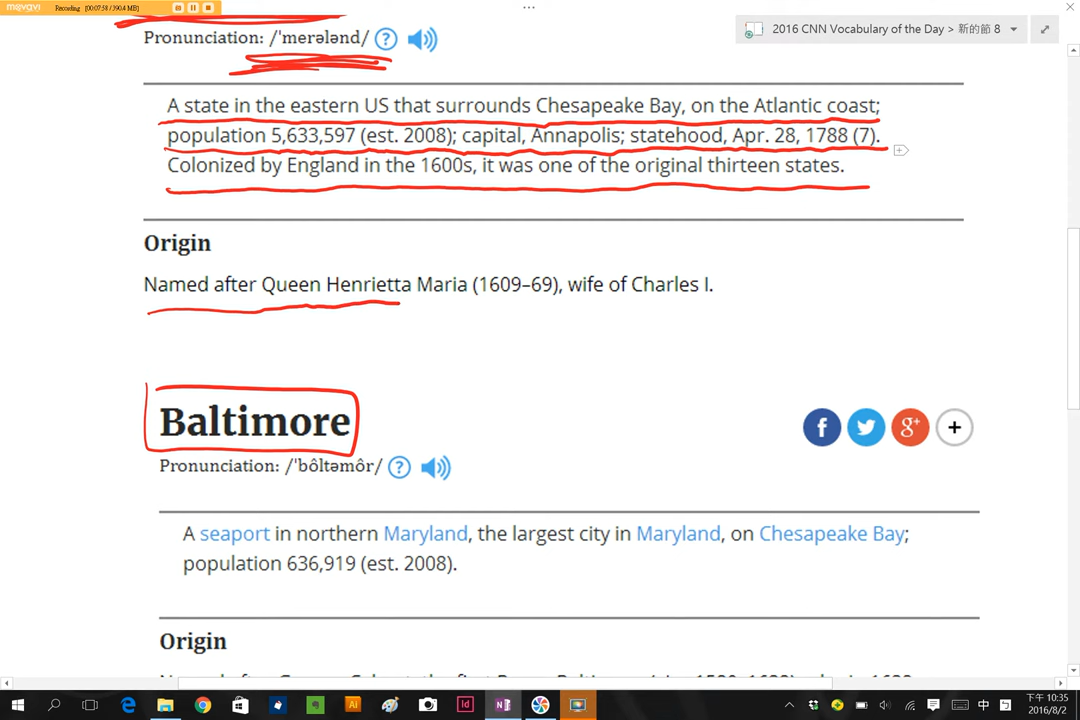 movavi Recording [00:07:58 / 390.4 MB]
2016 CNN Vocabulary of the Day > 新的節 8
Pronunciation: /ˈmerələnd/ ?
A state in the eastern US that surrounds Chesapeake Bay, on the Atlantic coast;
population 5,633,597 (est. 2008); capital, Annapolis; statehood, Apr. 28, 1788 (7).
Colonized by England in the 1600s, it was one of the original thirteen states.
Origin
Named after Queen Henrietta Maria (1609–69), wife of Charles I.
Baltimore
f g+ +
Pronunciation: /ˈbôltəmôr/ ?
A seaport in northern Maryland, the largest city in Maryland, on Chesapeake Bay;
population 636,919 (est. 2008).
Origin
e Ai Id N 中 下午 10:35
2016/8/2